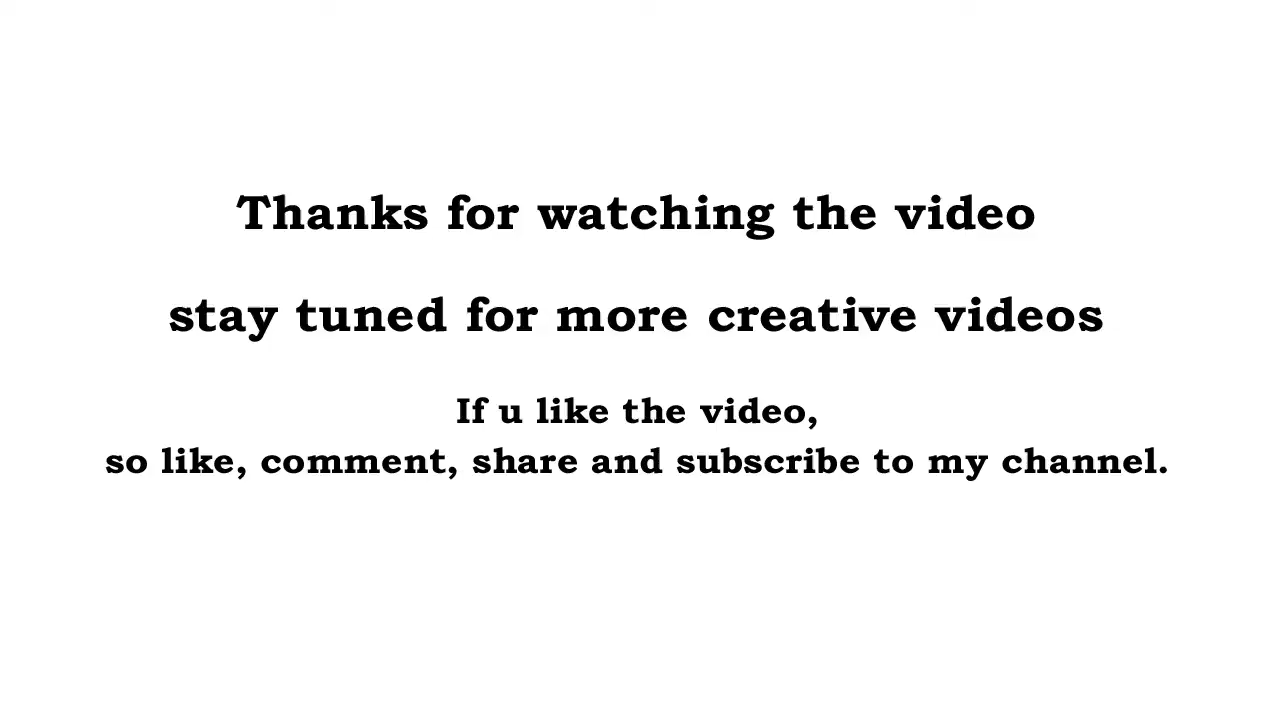 Thanks for watching the video
stay tuned for more creative videos
If u like the video,
so like, comment, share and subscribe to my channel.